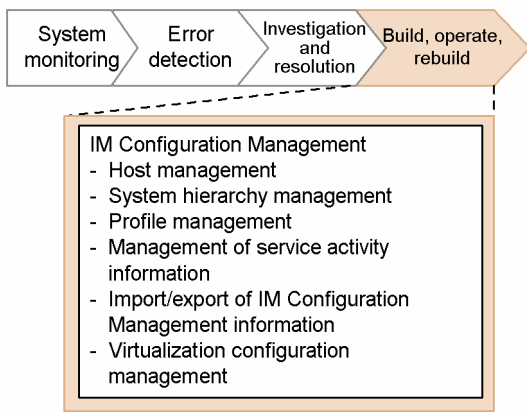 System
monitoring
Error
detection
Investigation
and
resolution
Build, operate,
rebuild
IM Configuration Management
- Host management
- System hierarchy management
- Profile management
- Management of service activity
information
- Import/export of IM Configuration
Management information
- Virtualization configuration
management